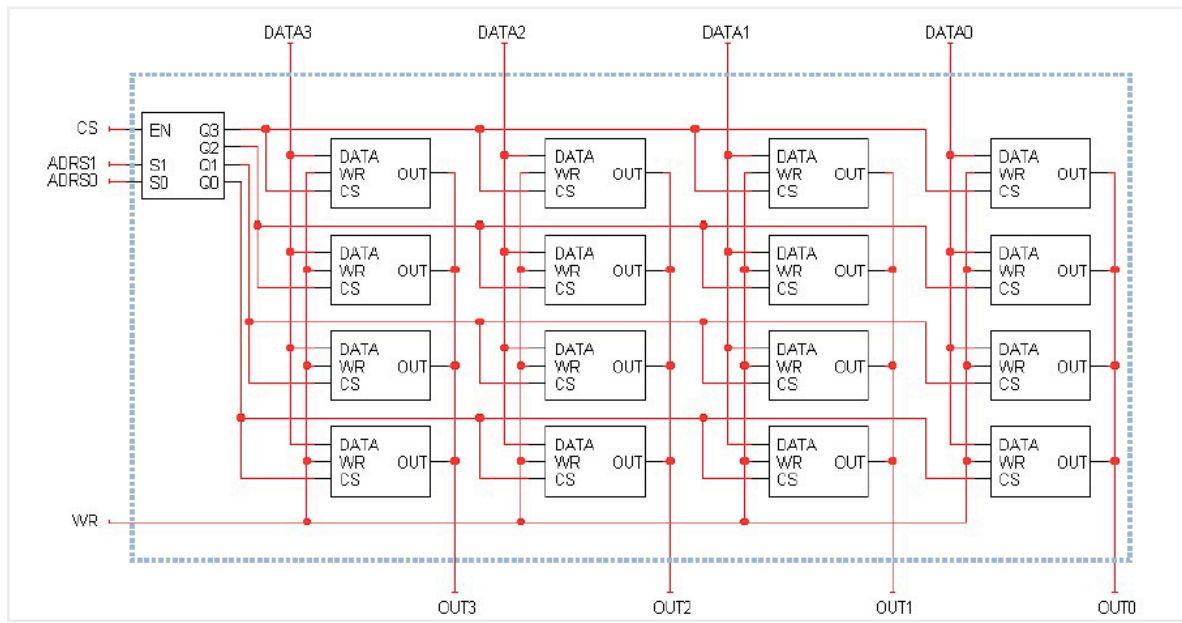 DATA3 DATA2 DATA1 DATA0
CS EN Q3
Q2
ADRS1 S1 Q1
ADRS0 S0 Q0
DATA DATA DATA DATA
WR OUT WR OUT WR OUT WR OUT
CS CS CS CS
DATA DATA DATA DATA
WR OUT WR OUT WR OUT WR OUT
CS CS CS CS
DATA DATA DATA DATA
WR OUT WR OUT WR OUT WR OUT
CS CS CS CS
DATA DATA DATA DATA
WR OUT WR OUT WR OUT WR OUT
CS CS CS CS
WR
OUT3 OUT2 OUT1 OUT0